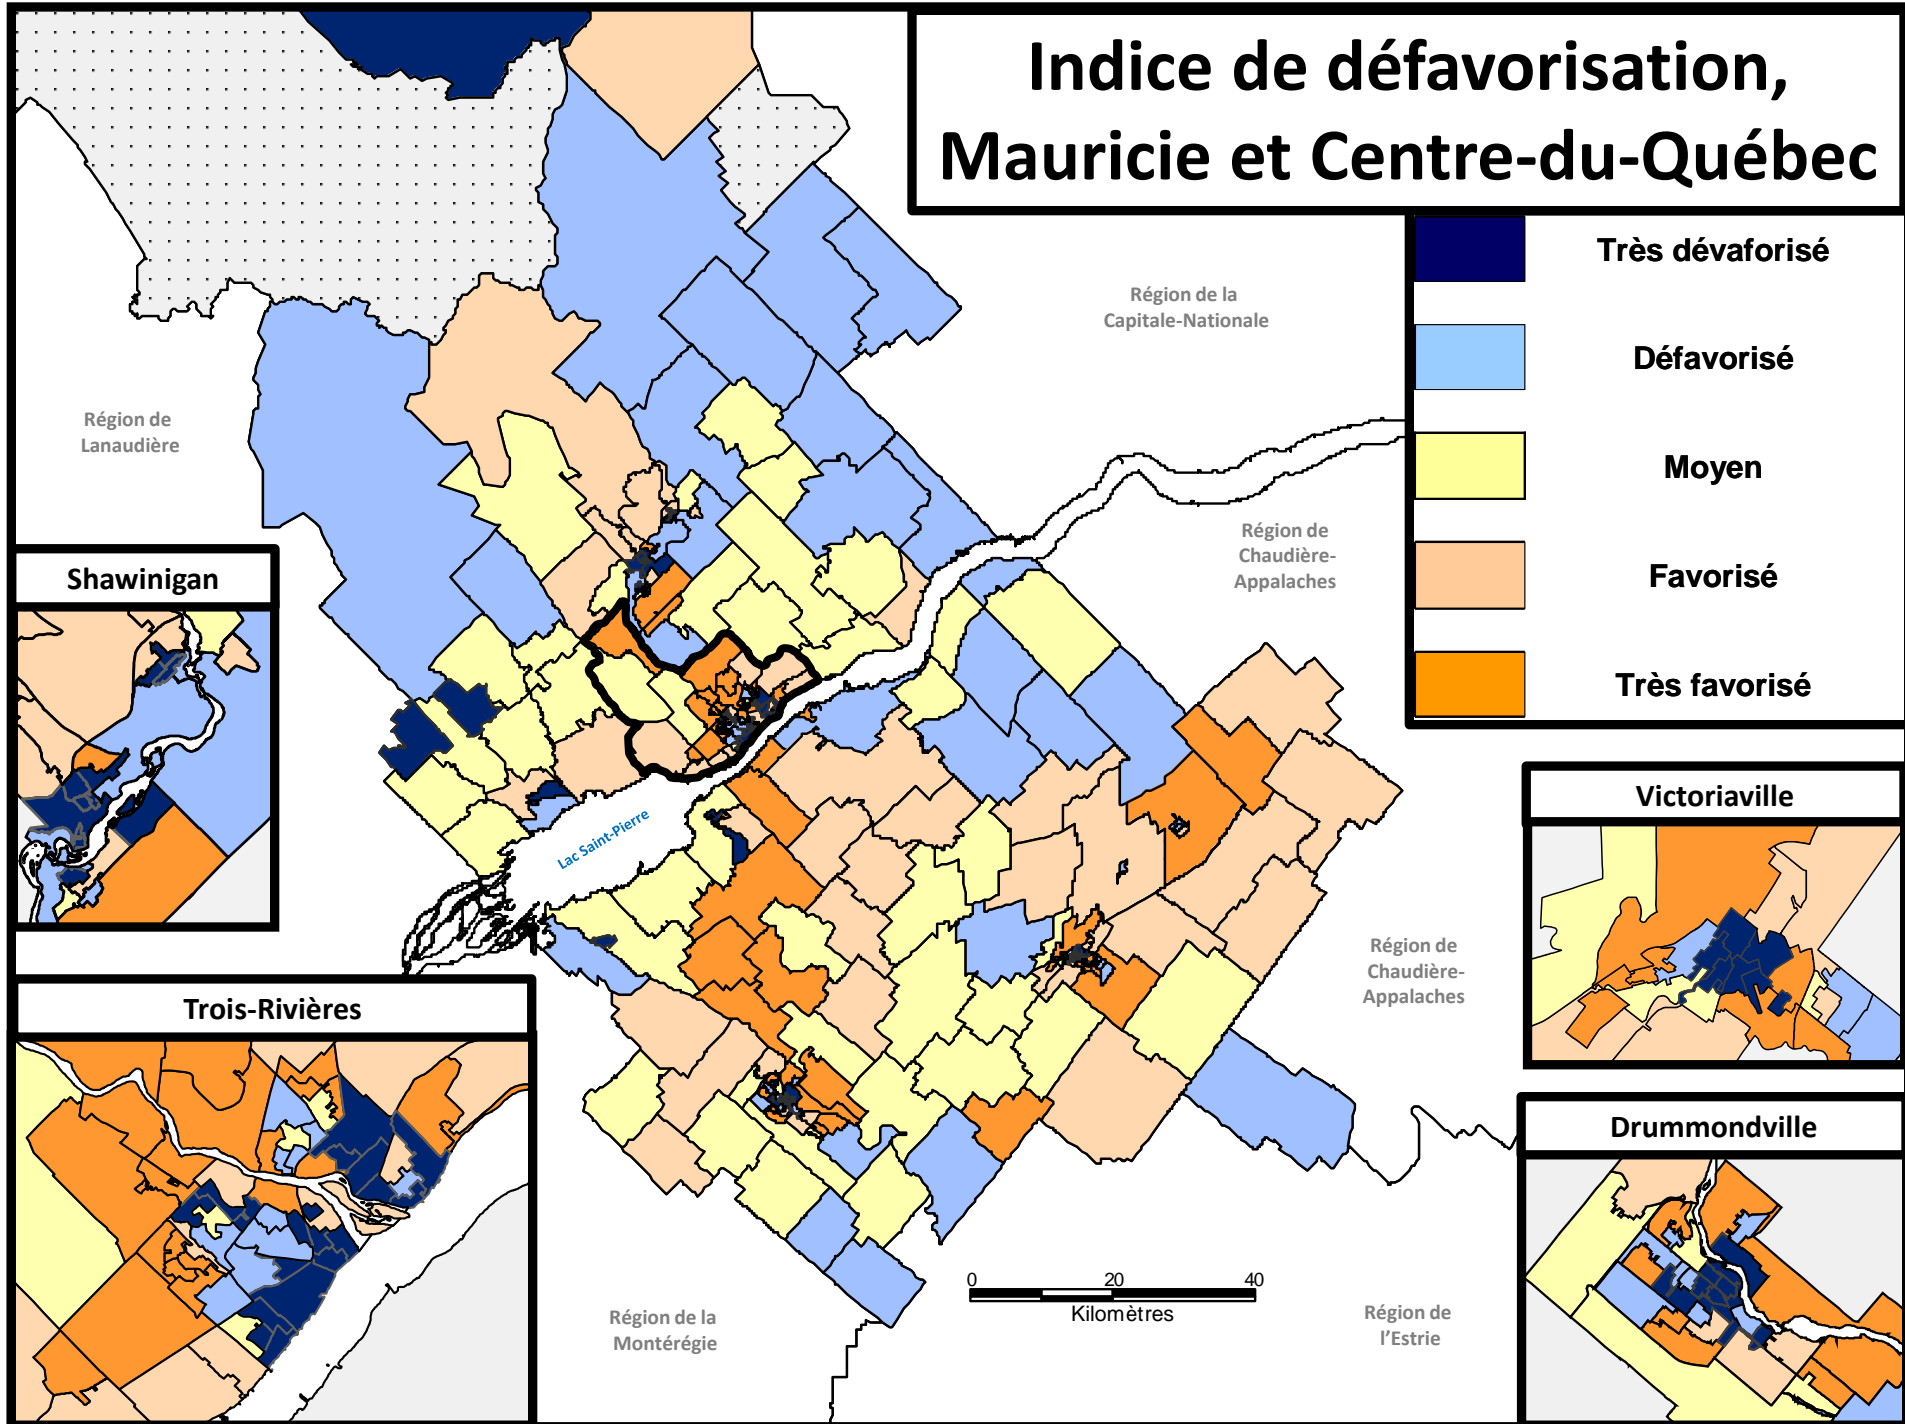 Indice de défavorisation,
Mauricie et Centre-du-Québec
Très dévaforisé
Défavorisé
Moyen
Favorisé
Très favorisé
Région de la
Capitale-Nationale
Région de
Lanaudière
Région de
Chaudière-
Appalaches
Shawinigan
Lac Saint-Pierre
Victoriaville
Région de
Chaudière-
Appalaches
Trois-Rivières
Drummondville
0 20 40
Kilomètres
Région de la
Montérégie
Région de
l'Estrie